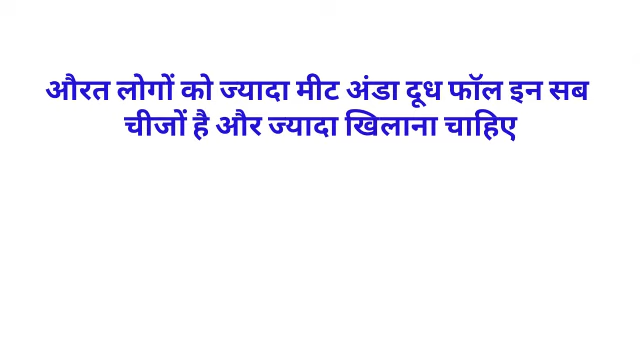 औरत लोगों को ज्यादा मीट अंडा दूध फॉल इन सब
चीजों है और ज्यादा खिलाना चाहिए